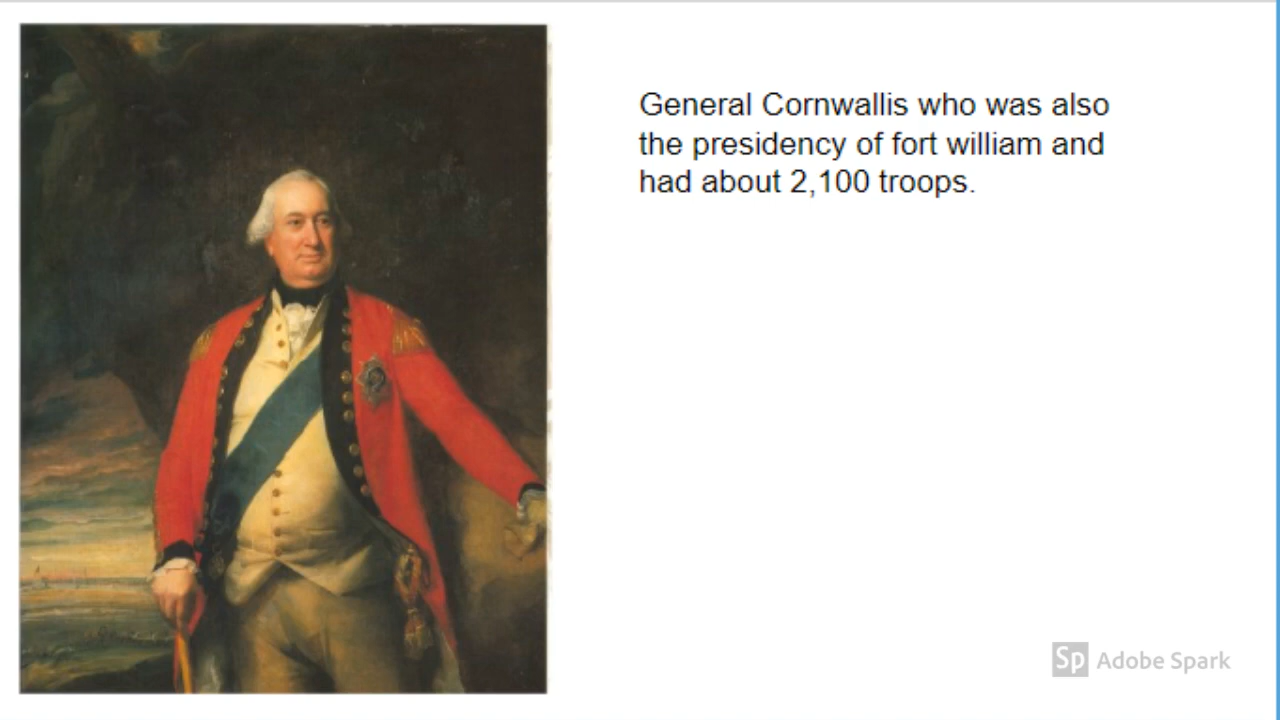 General Cornwallis who was also
the presidency of fort william and
had about 2,100 troops.
Sp Adobe Spark